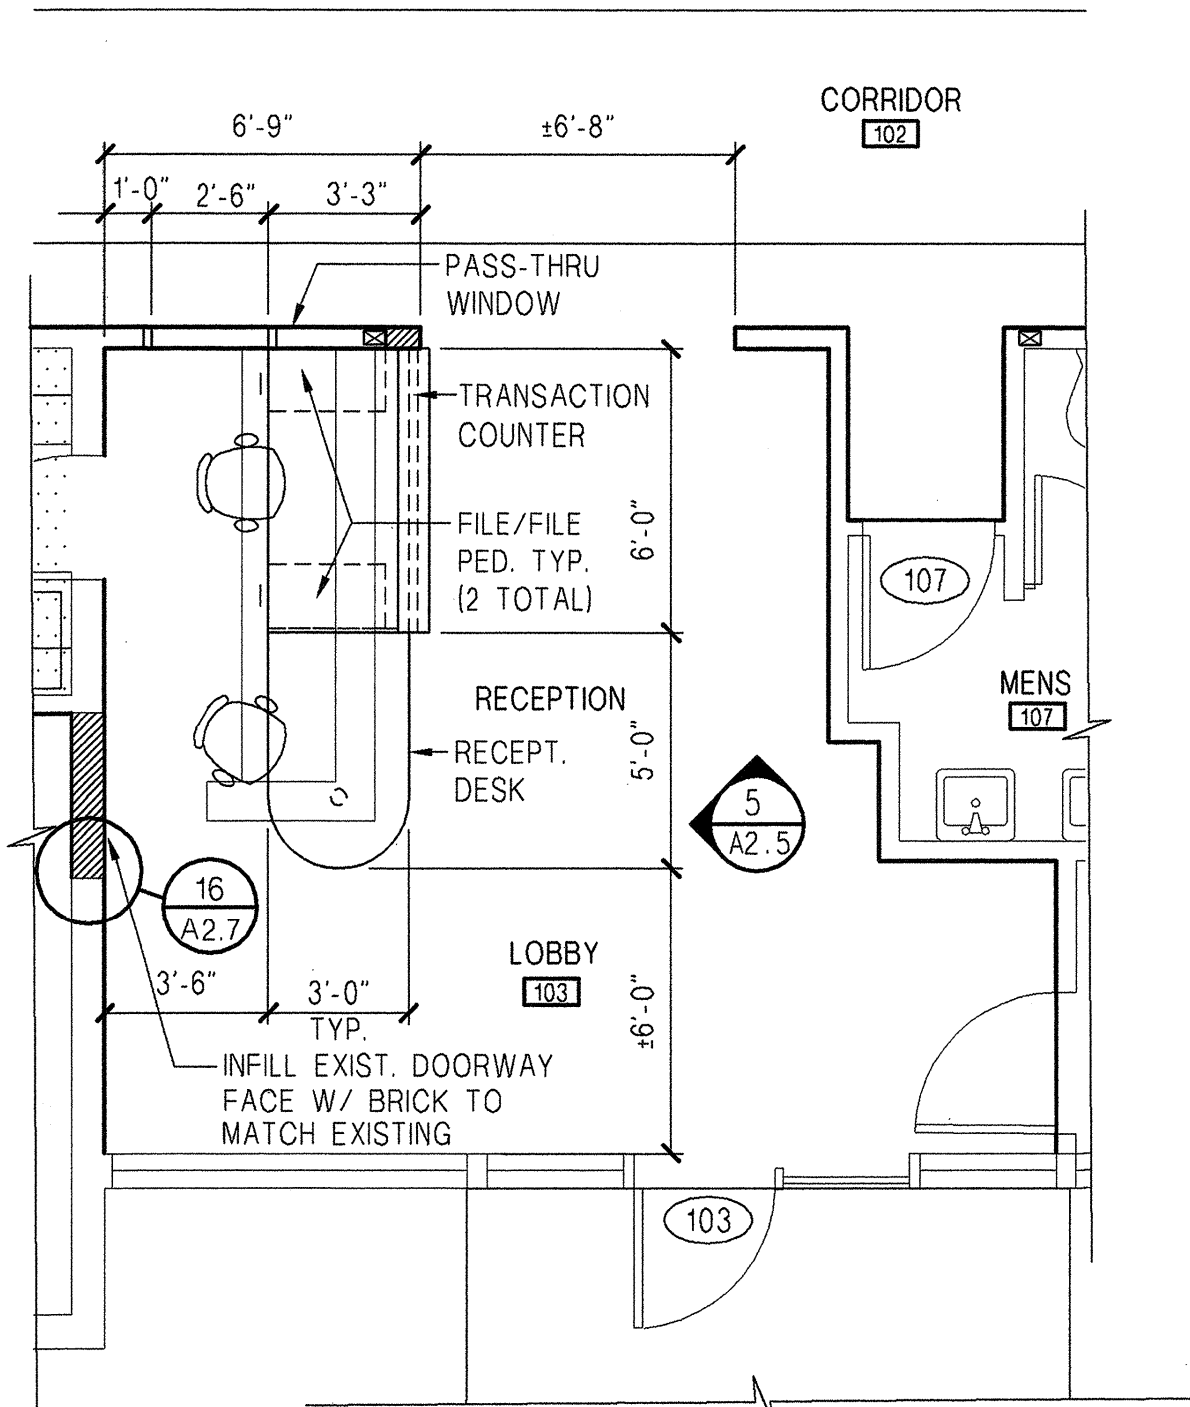 CORRIDOR
102
6'-9"
±6'-8"
1'-0"
2'-6"
3'-3"
PASS-THRU
WINDOW
TRANSACTION
COUNTER
FILE/FILE
PED. TYP.
(2 TOTAL)
6'-0"
107
MENS
107
RECEPTION
RECEPT.
DESK
5'-0"
5
A2.5
16
A2.7
LOBBY
103
3'-6"
3'-0"
TYP.
±6'-0"
INFILL EXIST. DOORWAY
FACE W/ BRICK TO
MATCH EXISTING
103